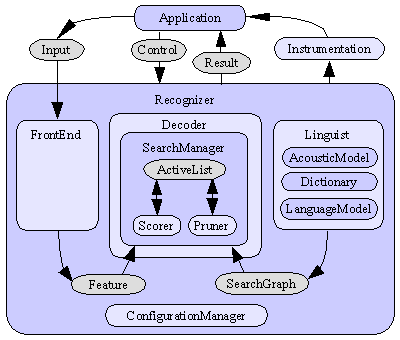 Application
Input
Control
Result
Instrumentation
Recognizer
FrontEnd
Decoder
SearchManager
ActiveList
Scorer
Pruner
Linguist
AcousticModel
Dictionary
LanguageModel
Feature
SearchGraph
ConfigurationManager